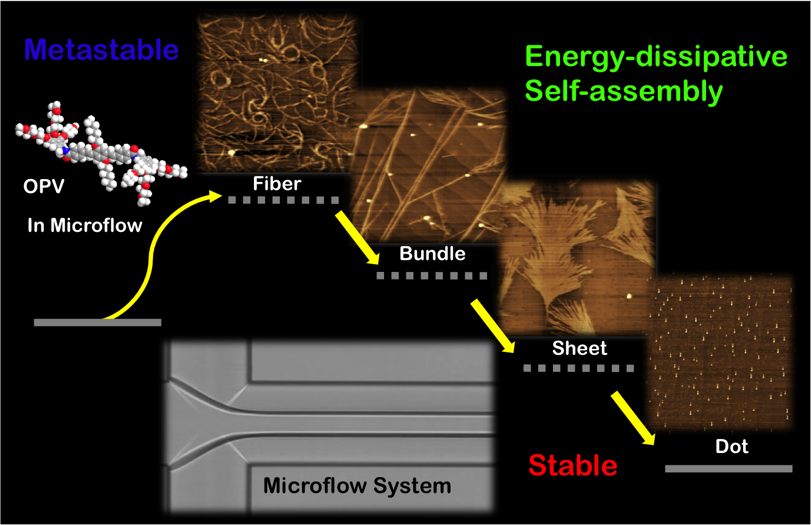 Metastable
Energy-dissipative
Self-assembly
OPV
In Microflow
Fiber
Bundle
Sheet
Dot
Stable
Microflow System